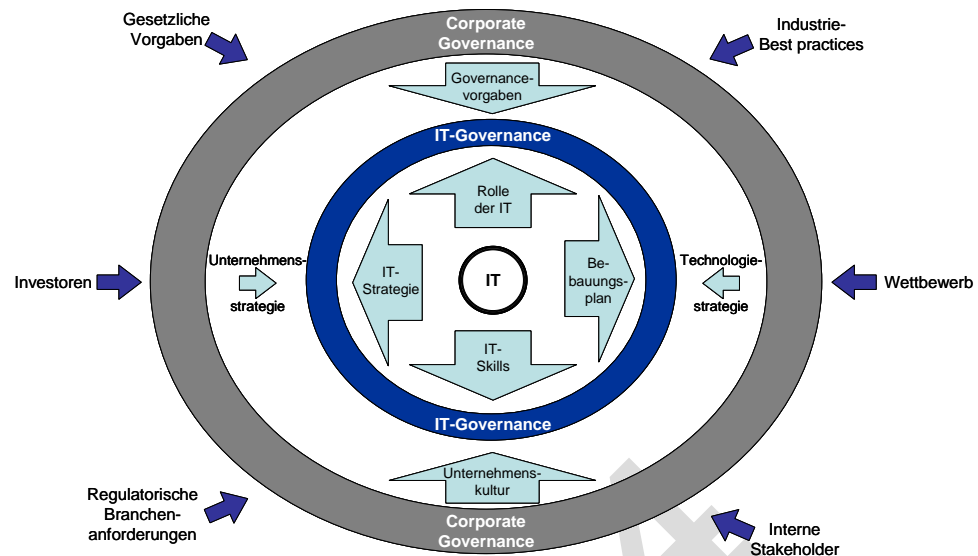 Gesetzliche
Vorgaben
Corporate
Governance
Industrie-
Best practices
Governance-
vorgaben
IT-Governance
Rolle
der IT
Investoren
Unternehmens-
strategie
IT-
Strategie
IT
Be-
bauungs-
plan
Technologie-
strategie
Wettbewerb
IT-
Skills
IT-Governance
Unternehmens-
kultur
Regulatorische
Branchen-
anforderungen
Corporate
Governance
Interne
Stakeholder